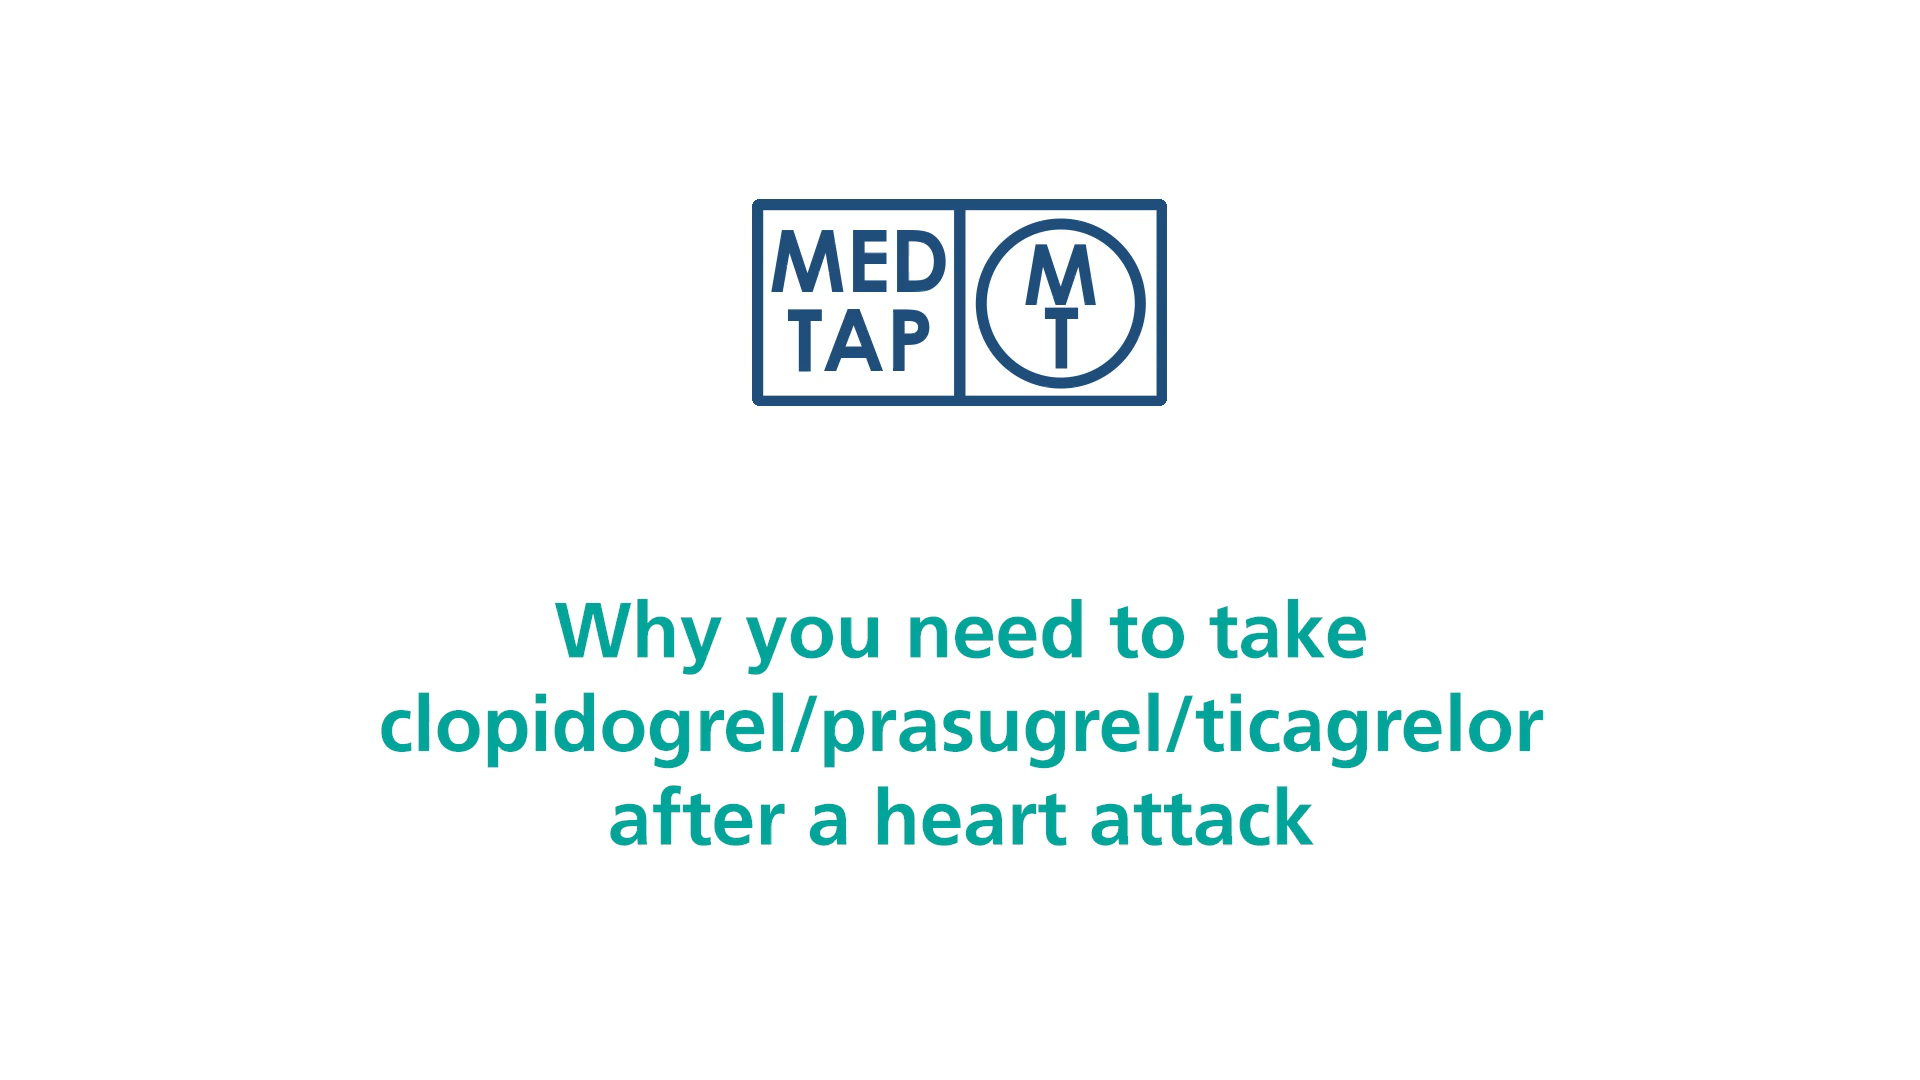 MED
TAP
M
T
Why you need to take
clopidogrel/prasugrel/ticagrelor
after a heart attack